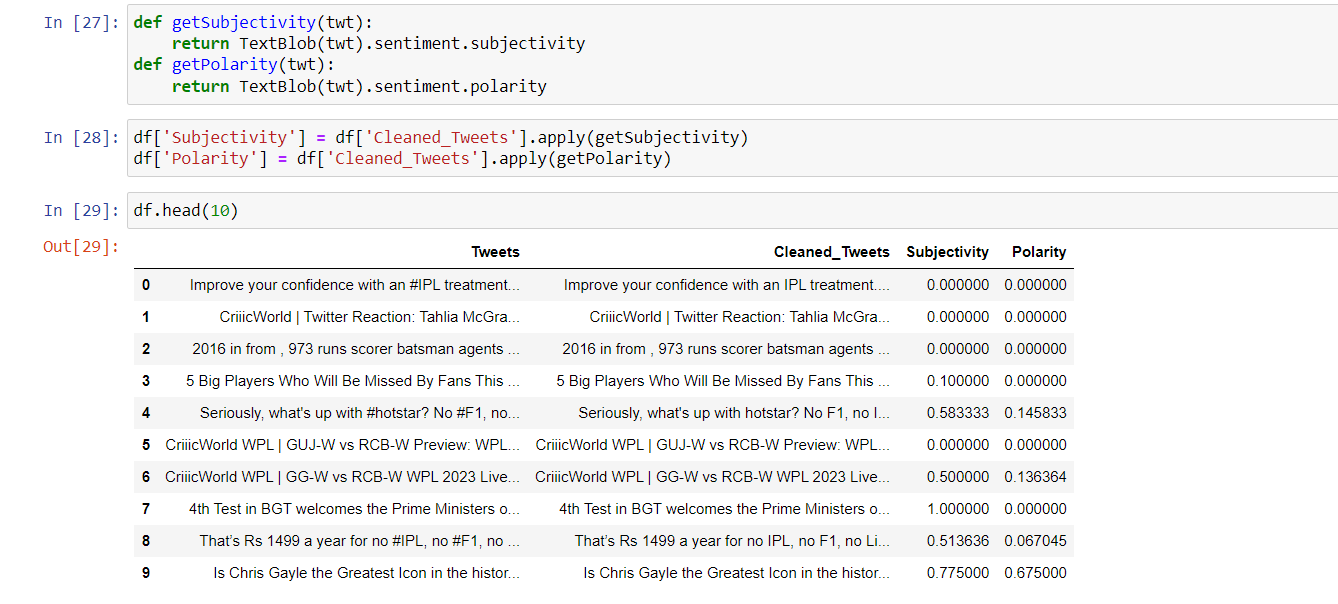 In [27]: def getSubjectivity(twt):
return TextBlob(twt).sentiment.subjectivity
def getPolarity(twt):
return TextBlob(twt).sentiment.polarity
In [28]: df['Subjectivity'] = df['Cleaned_Tweets'].apply(getSubjectivity)
df['Polarity'] = df['Cleaned_Tweets'].apply(getPolarity)
In [29]: df.head(10)
Out[29]:
Tweets Cleaned_Tweets Subjectivity Polarity
0 Improve your confidence with an #IPL treatment... Improve your confidence with an IPL treatment.... 0.000000 0.000000
1 CriiicWorld | Twitter Reaction: Tahlia McGra... CriiicWorld | Twitter Reaction: Tahlia McGra... 0.000000 0.000000
2 2016 in from , 973 runs scorer batsman agents ... 2016 in from , 973 runs scorer batsman agents ... 0.000000 0.000000
3 5 Big Players Who Will Be Missed By Fans This ... 5 Big Players Who Will Be Missed By Fans This ... 0.100000 0.000000
4 Seriously, what's up with #hotstar? No #F1, no... Seriously, what's up with hotstar? No F1, no I... 0.583333 0.145833
5 CriiicWorld WPL | GUJ-W vs RCB-W Preview: WPL... CriiicWorld WPL | GUJ-W vs RCB-W Preview: WPL... 0.000000 0.000000
6 CriiicWorld WPL | GG-W vs RCB-W WPL 2023 Live... CriiicWorld WPL | GG-W vs RCB-W WPL 2023 Live... 0.500000 0.136364
7 4th Test in BGT welcomes the Prime Ministers o... 4th Test in BGT welcomes the Prime Ministers o... 1.000000 0.000000
8 That’s Rs 1499 a year for no #IPL, no #F1, no ... That’s Rs 1499 a year for no IPL, no F1, no Li... 0.513636 0.067045
9 Is Chris Gayle the Greatest Icon in the histor... Is Chris Gayle the Greatest Icon in the histor... 0.775000 0.675000